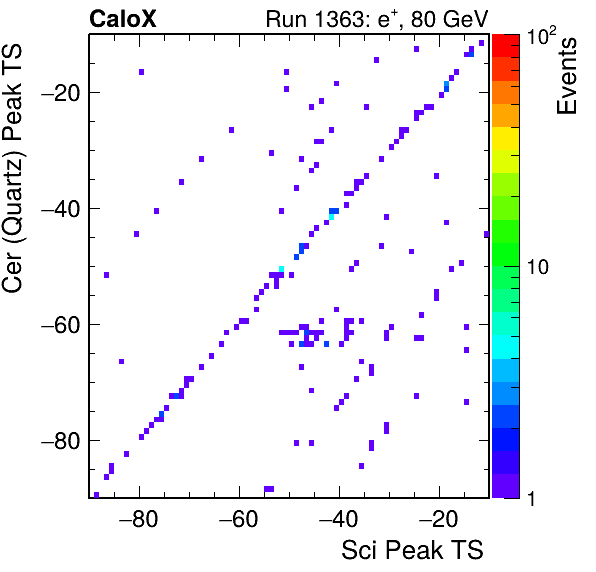 CaloX Run 1363: e⁺, 80 GeV
Cer (Quartz) Peak TS
−20
−40
−60
−80
−80 −60 −40 −20
Sci Peak TS
10²
10
1
Events